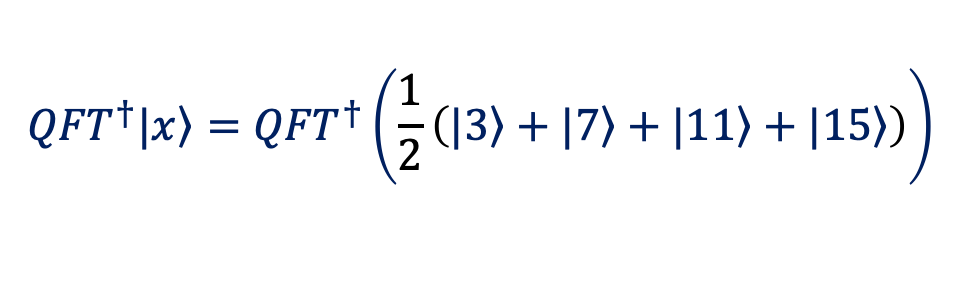 QFT†|x⟩ = QFT†(1/2(|3⟩ + |7⟩ + |11⟩ + |15⟩))